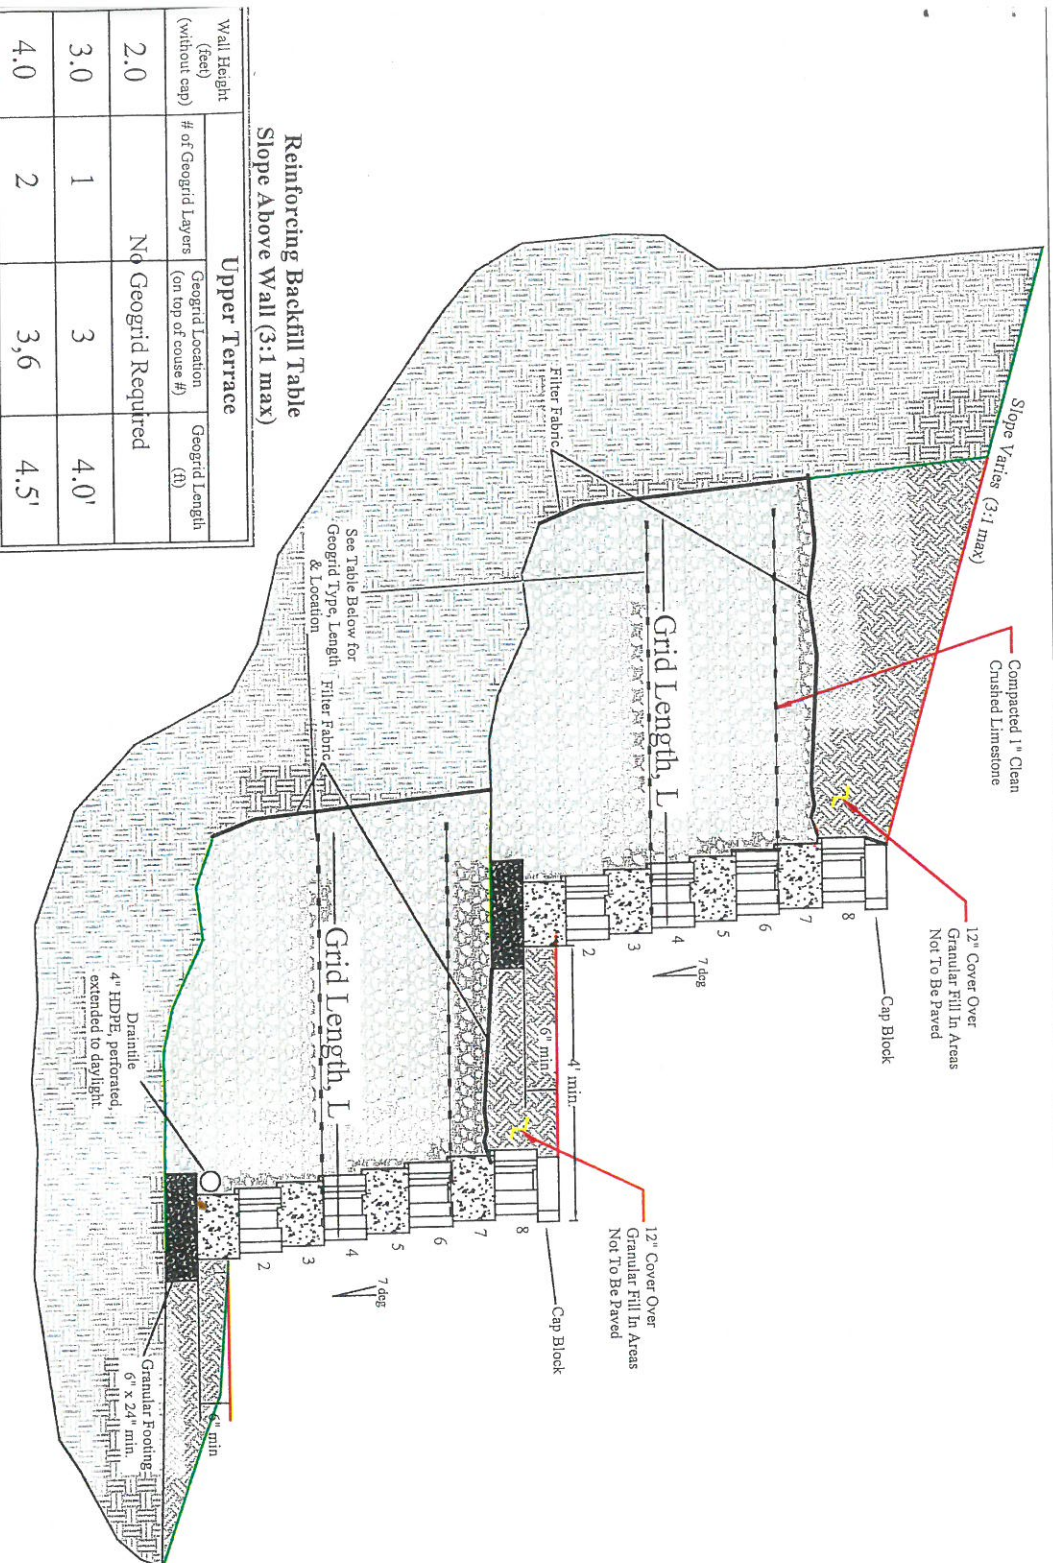 Slope Varies (3:1 max)
Compacted 1" Clean
Crushed Limestone
12" Cover Over
Granular Fill In Areas
Not To Be Paved
Cap Block
Filter Fabric
Grid Length, L
8
7
6
5
4
3
2
7 deg
4' min.
6" min.
12" Cover Over
Granular Fill In Areas
Not To Be Paved
Cap Block
See Table Below for
Geogrid Type, Length
& Location
Filter Fabric
Grid Length, L
8
7
6
5
4
3
2
7 deg
6" min
Draintile
4" HDPE, perforated,
extended to daylight.
Granular Footing
6" x 24" min.
Reinforcing Backfill Table
Slope Above Wall (3:1 max)
Upper Terrace
Wall Height
(feet)
(without cap)
# of Geogrid Layers
Geogrid Location
(on top of couse #)
Geogrid Length
(ft)
2.0 No Geogrid Required
3.0 1 3 4.0'
4.0 2 3,6 4.5'